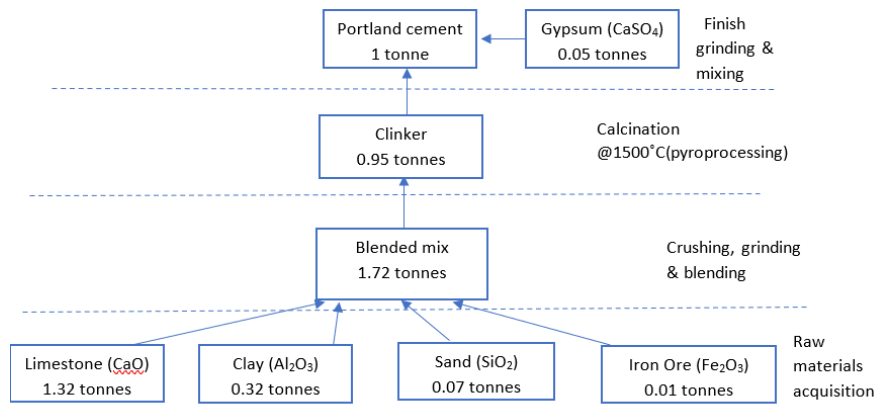 Portland cement
1 tonne
Gypsum (CaSO₄)
0.05 tonnes
Finish
grinding &
mixing
Clinker
0.95 tonnes
Calcination
@1500˚C(pyroprocessing)
Blended mix
1.72 tonnes
Crushing, grinding
& blending
Limestone (CaO)
1.32 tonnes
Clay (Al₂O₃)
0.32 tonnes
Sand (SiO₂)
0.07 tonnes
Iron Ore (Fe₂O₃)
0.01 tonnes
Raw
materials
acquisition